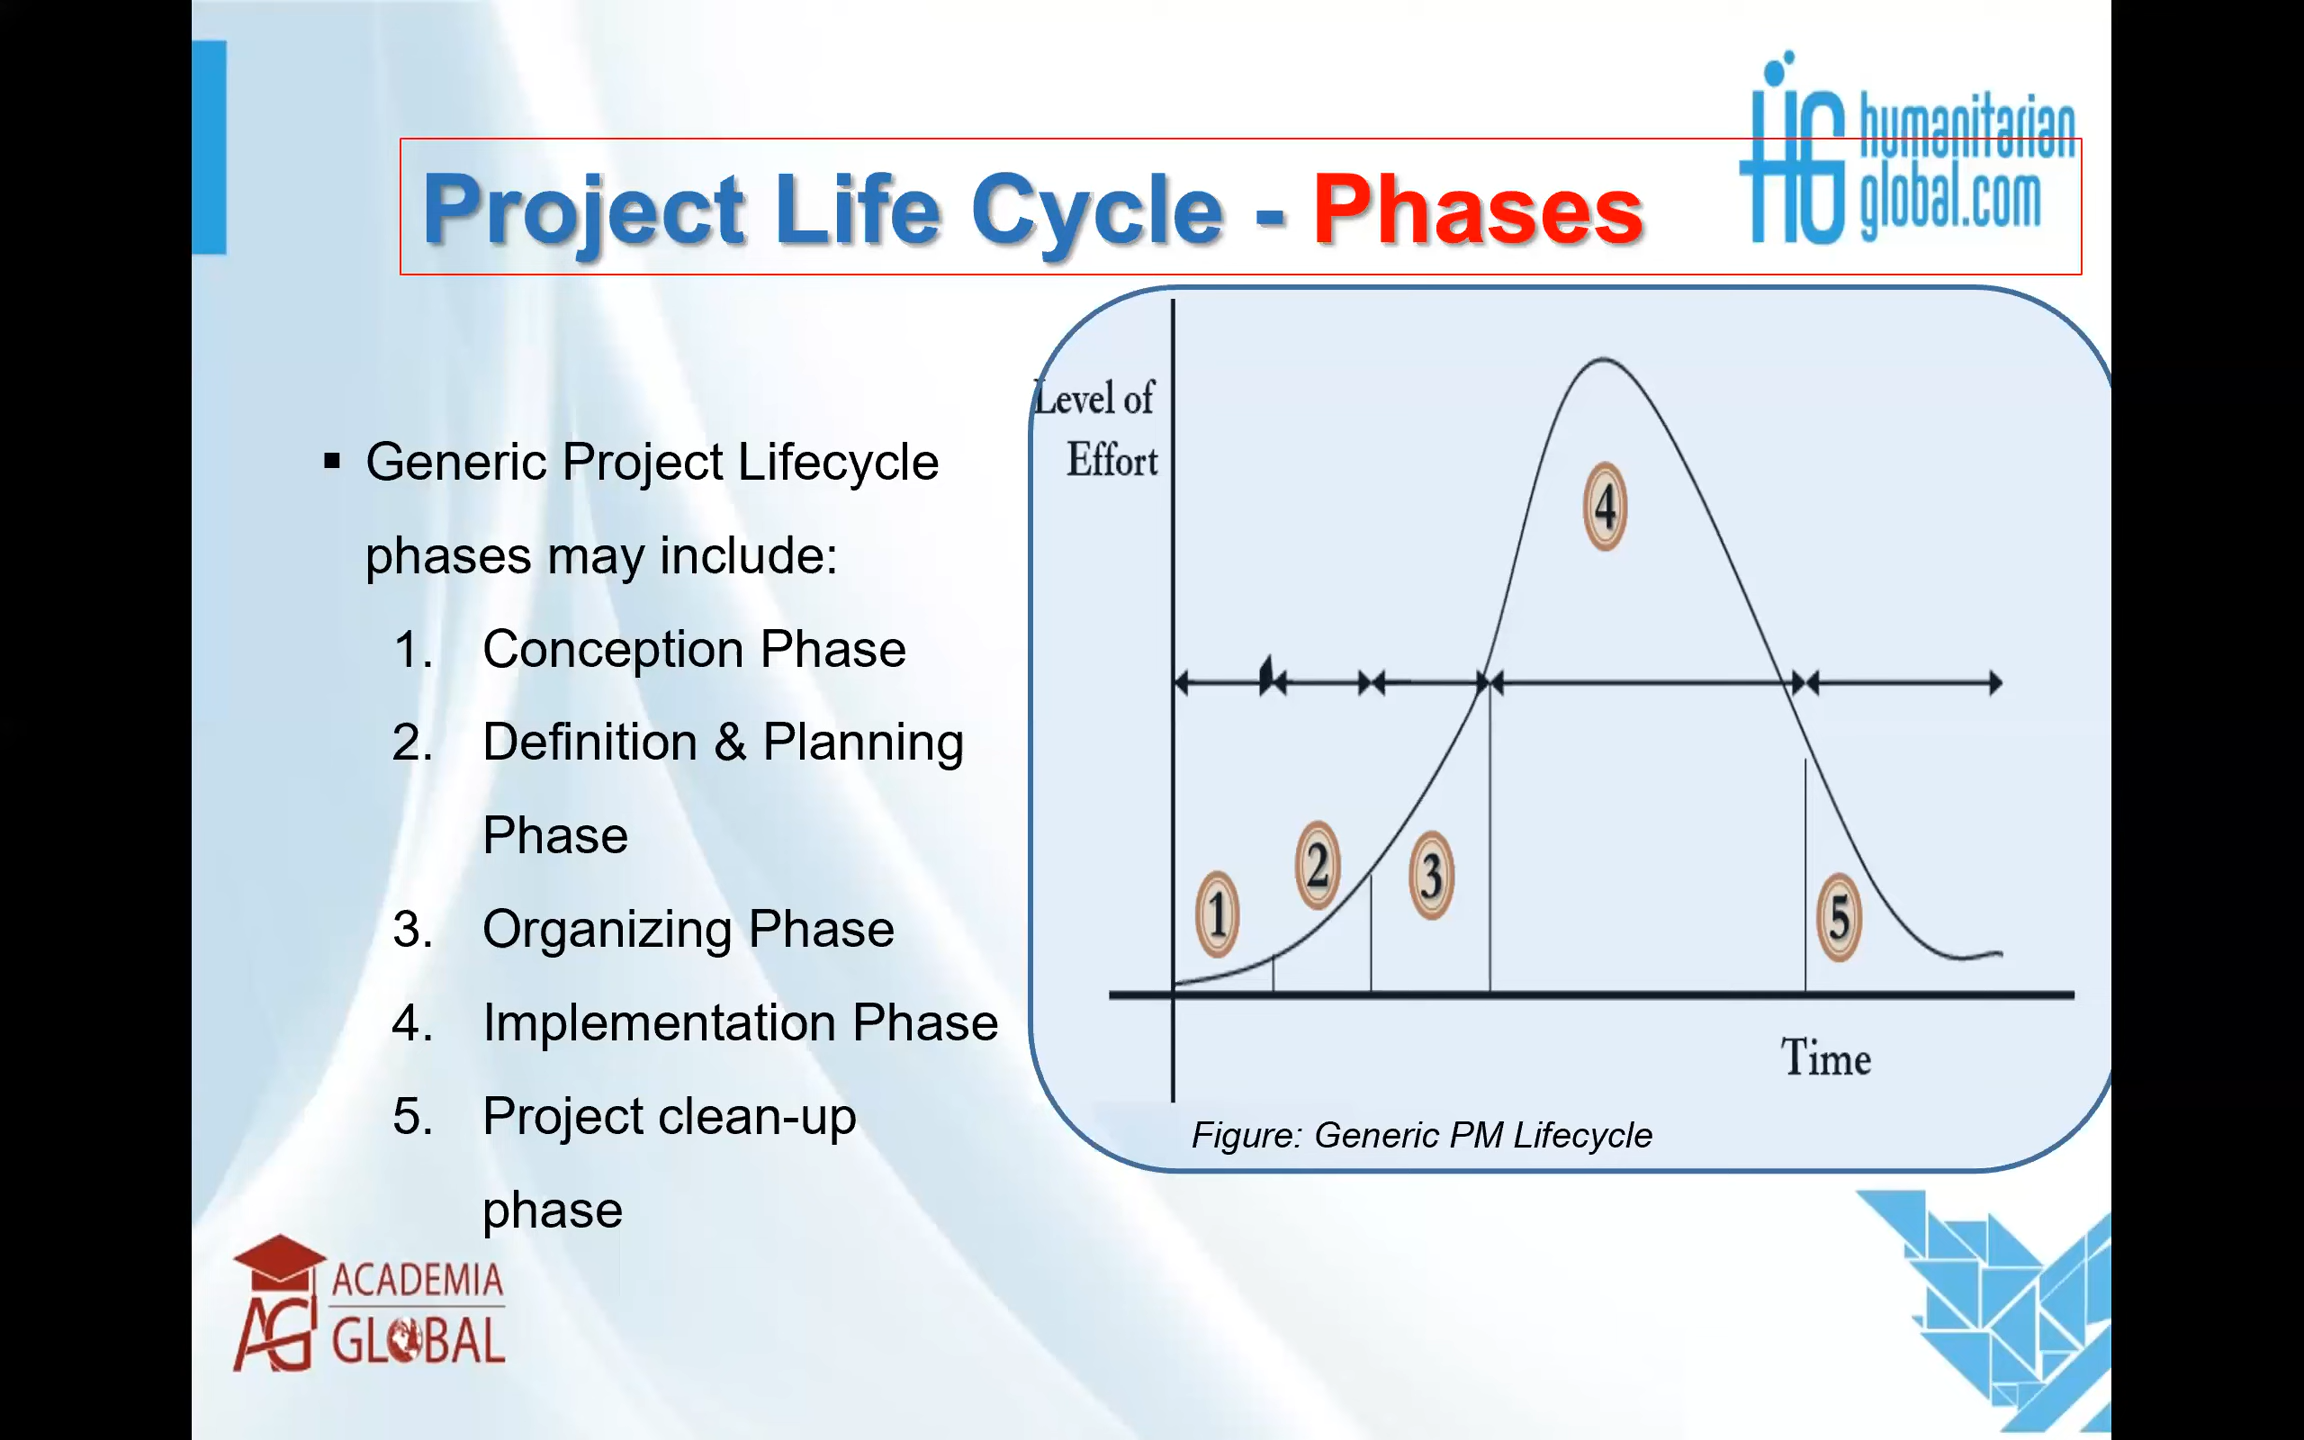 humanitarian
global.com
Project Life Cycle - Phases
▪ Generic Project Lifecycle
phases may include:
1. Conception Phase
2. Definition & Planning
Phase
3. Organizing Phase
4. Implementation Phase
5. Project clean-up
phase
Level of
Effort
4
1
2
3
5
Time
Figure: Generic PM Lifecycle
HG
AG
ACADEMIA
GLOBAL